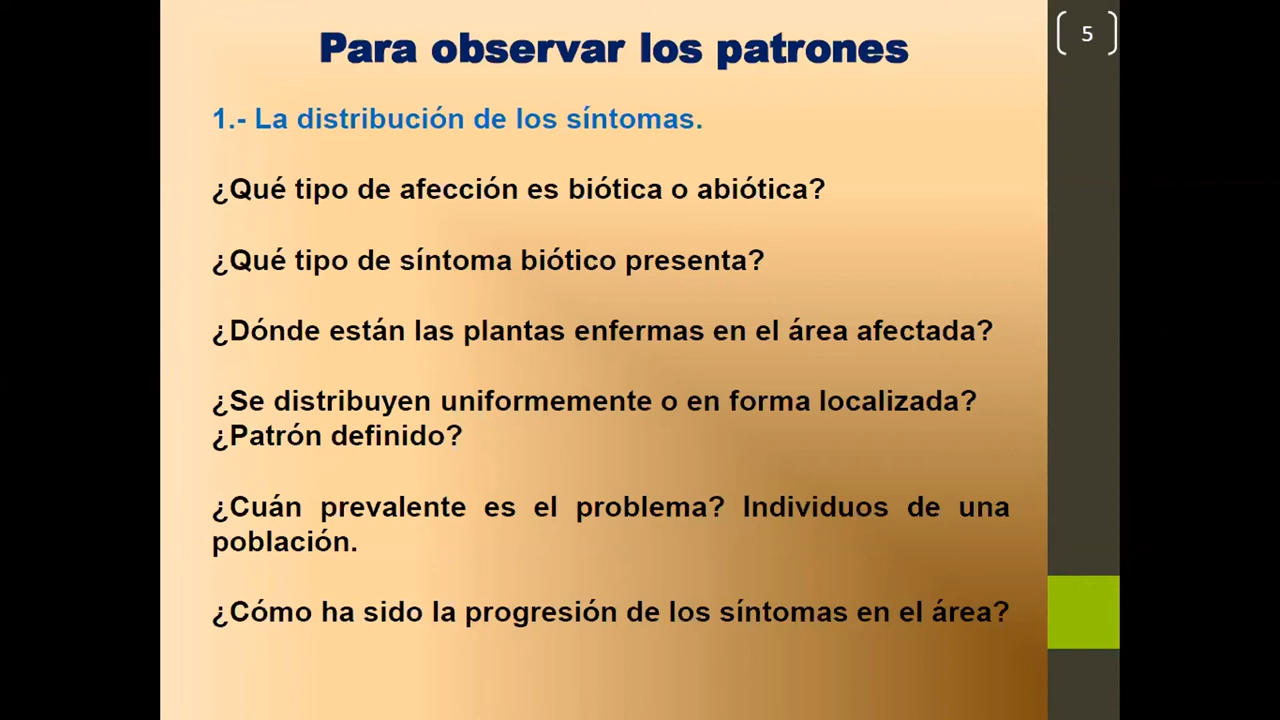 Para observar los patrones
5
1.- La distribución de los síntomas.
¿Qué tipo de afección es biótica o abiótica?
¿Qué tipo de síntoma biótico presenta?
¿Dónde están las plantas enfermas en el área afectada?
¿Se distribuyen uniformemente o en forma localizada?
¿Patrón definido?
¿Cuán prevalente es el problema? Individuos de una
población.
¿Cómo ha sido la progresión de los síntomas en el área?